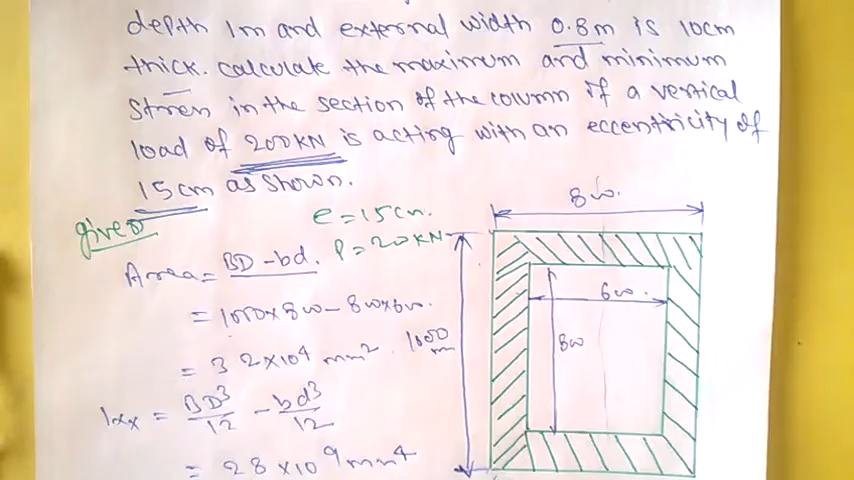 depth 1m and external width 0.8m is 10cm
thick. calculate the maximum and minimum
stress in the section of the column if a vertical
load of 200KN is acting with an eccentricity of
15cm as shown.
given
e = 15cm.
P = 200KN
Area = BD - bd.
= 1000 x 800 - 800 x 600.
= 32 x 10^4 mm^2.
Ixx = BD^3/12 - bd^3/12
= 28 x 10^9 mm^4
800.
600.
800
1000
mm